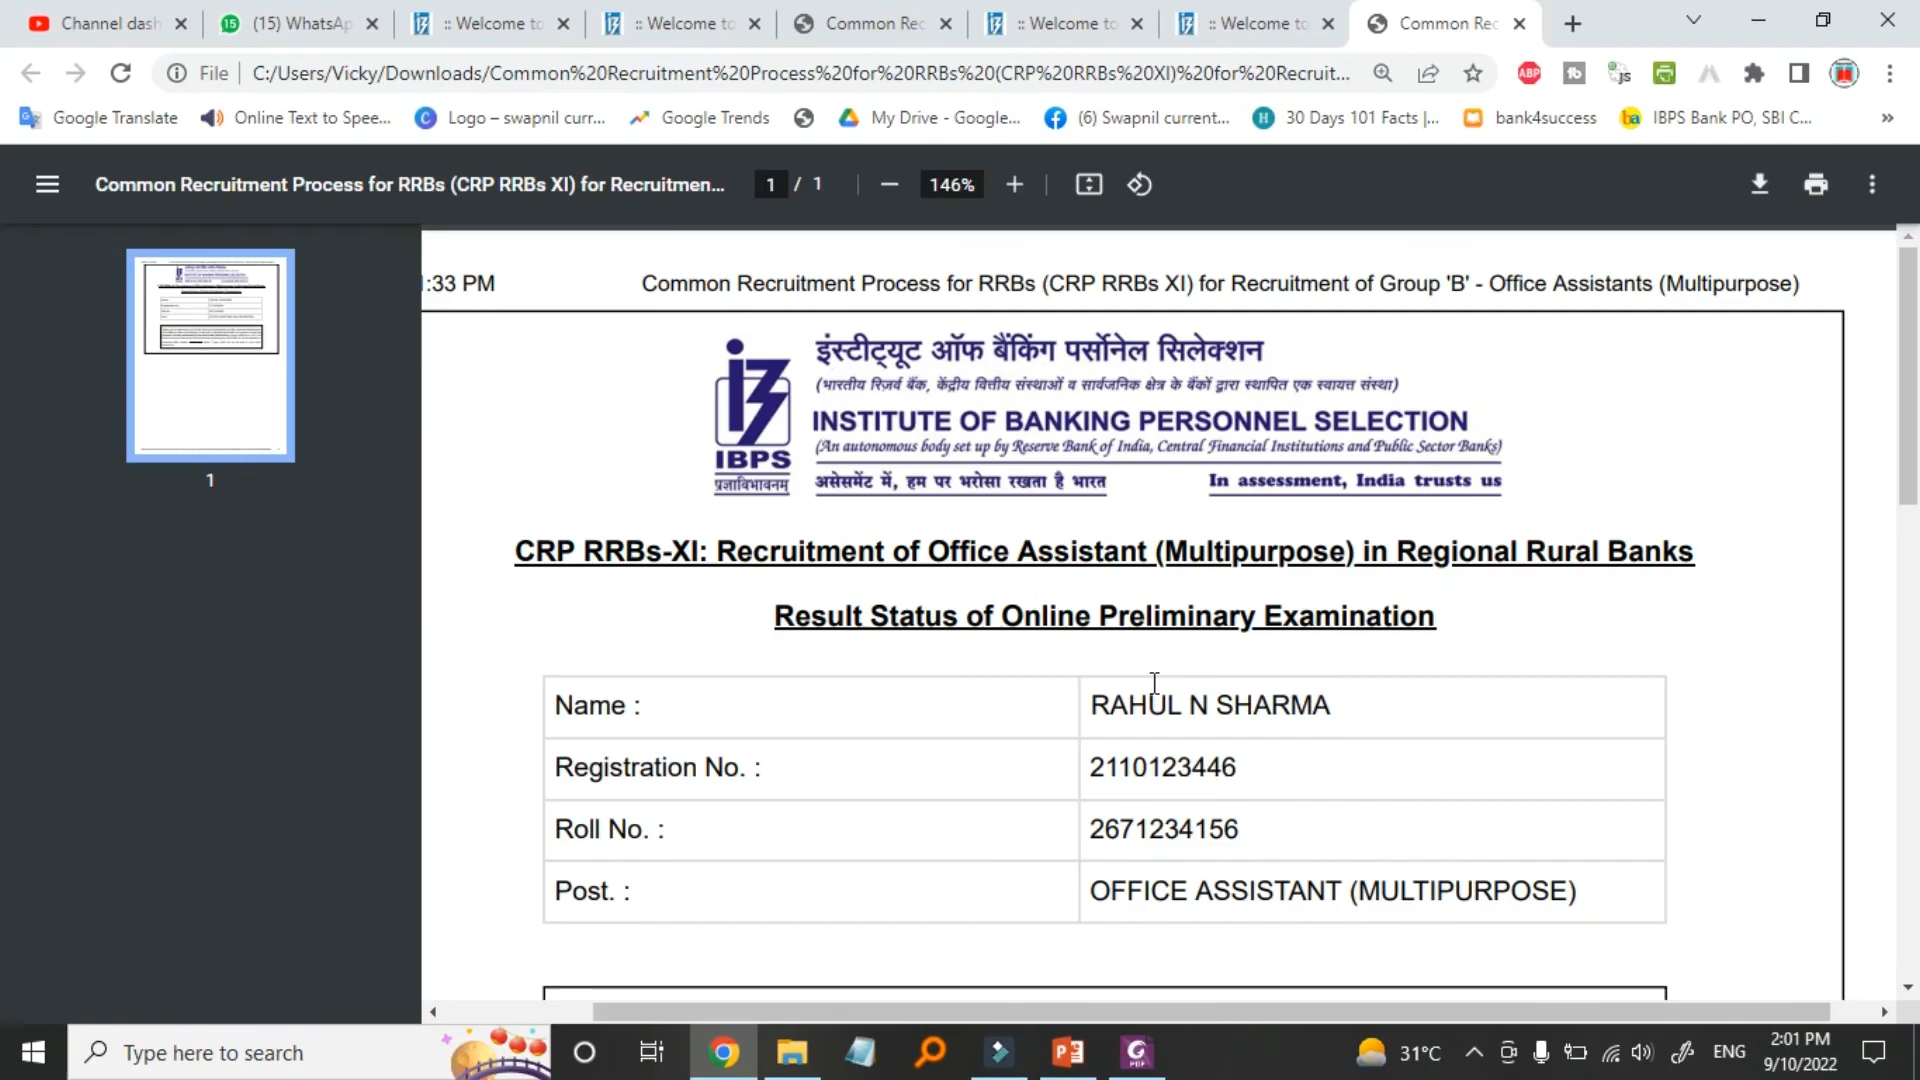 Channel dash
(15) WhatsAp
:: Welcome to
:: Welcome to
Common Rec
:: Welcome to
:: Welcome to
Common Rec
File
C:/Users/Vicky/Downloads/Common%20Recruitment%20Process%20for%20RRBs%20(CRP%20RRBs%20XI)%20for%20Recruit...
ABP
js
Google Translate
Online Text to Spee...
Logo – swapnil curr...
Google Trends
My Drive - Google...
(6) Swapnil current...
30 Days 101 Facts |...
bank4success
IBPS Bank PO, SBI C...
»
Common Recruitment Process for RRBs (CRP RRBs XI) for Recruitmen...
1 / 1
146%
1
:33 PM
Common Recruitment Process for RRBs (CRP RRBs XI) for Recruitment of Group 'B' - Office Assistants (Multipurpose)
इंस्टीट्यूट ऑफ बैंकिंग पर्सोनेल सिलेक्शन
(भारतीय रिज़र्व बैंक, केंद्रीय वित्तीय संस्थाओं व सार्वजनिक क्षेत्र के बैंकों द्वारा स्थापित एक स्वायत्त संस्था)
INSTITUTE OF BANKING PERSONNEL SELECTION
(An autonomous body set up by Reserve Bank of India, Central Financial Institutions and Public Sector Banks)
IBPS
प्रज्ञाविभावनम्
असेसमेंट में, हम पर भरोसा रखता है भारत
In assessment, India trusts us
CRP RRBs-XI: Recruitment of Office Assistant (Multipurpose) in Regional Rural Banks
Result Status of Online Preliminary Examination
Name :
RAHUL N SHARMA
Registration No. :
2110123446
Roll No. :
2671234156
Post. :
OFFICE ASSISTANT (MULTIPURPOSE)
Type here to search
31°C
ENG
2:01 PM
9/10/2022